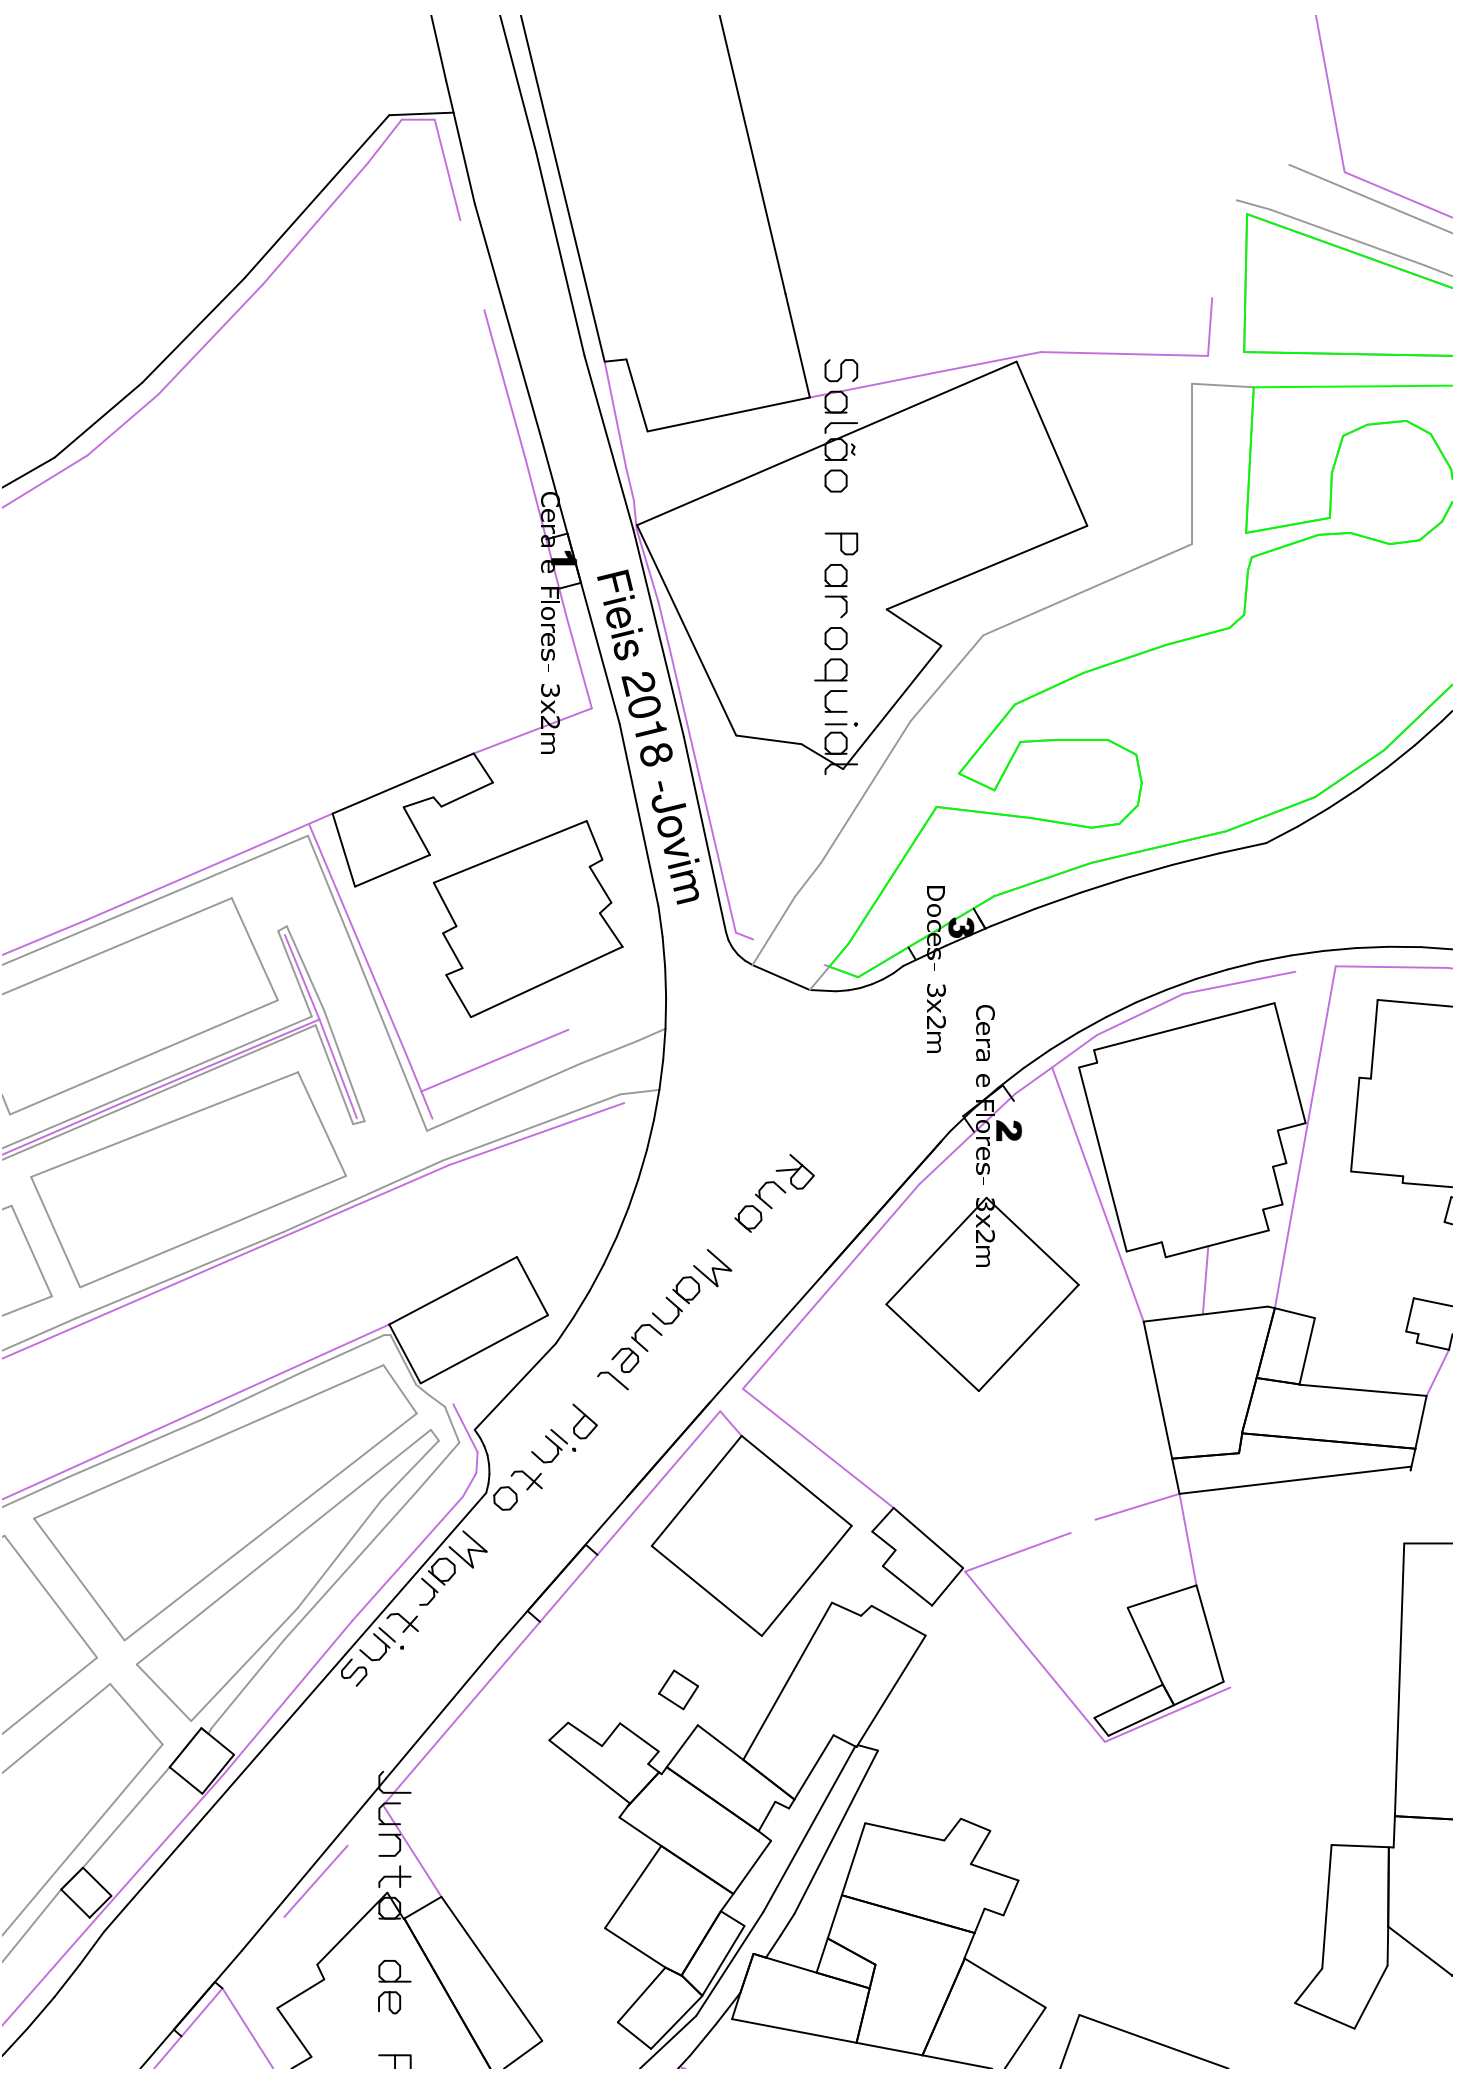 Salão Paroquial
Cera e Flores- 3x2m
1
Fieis 2018 -Jovim
Doces- 3x2m
3
Cera e Flores- 3x2m
2
Rua Manuel Pinto Martins
Junta de F